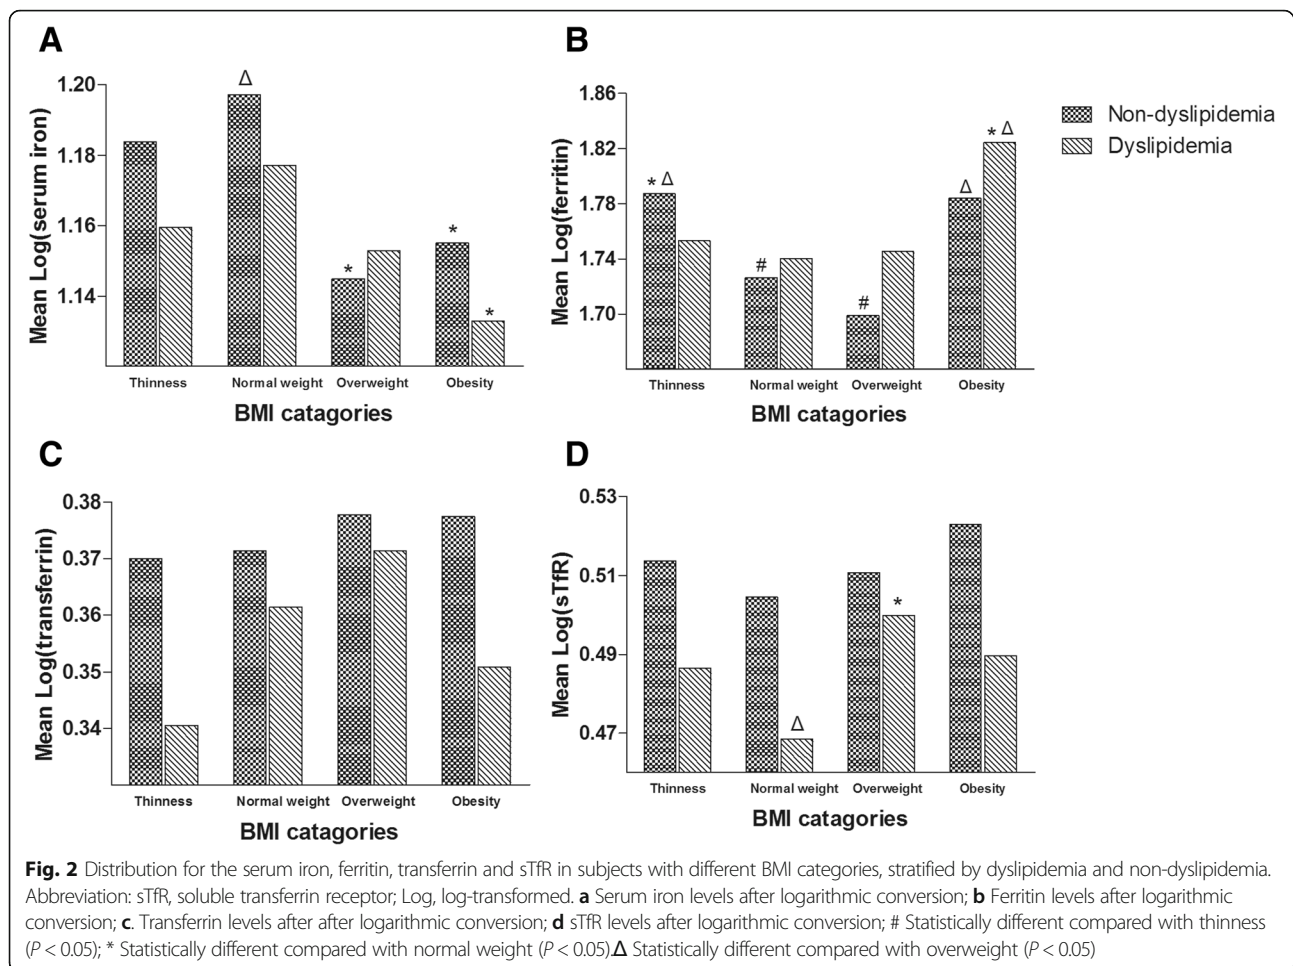 A
Mean Log(serum iron)
1.20
1.18
1.16
1.14
Δ
*
*
*
Thinness Normal weight Overweight Obesity
BMI catagories
B
Mean Log(ferritin)
1.86
1.82
1.78
1.74
1.70
* Δ
#
#
Δ
* Δ
Thinness Normal weight Overweight Obesity
BMI catagories
Non-dyslipidemia
Dyslipidemia
C
Mean Log(transferrin)
0.38
0.37
0.36
0.35
0.34
Thinness Normal weight Overweight Obesity
BMI catagories
D
Mean Log(sTfR)
0.53
0.51
0.49
0.47
Δ
*
Thinness Normal weight Overweight Obesity
BMI catagories
Fig. 2 Distribution for the serum iron, ferritin, transferrin and sTfR in subjects with different BMI categories, stratified by dyslipidemia and non-dyslipidemia.
Abbreviation: sTfR, soluble transferrin receptor; Log, log-transformed. a Serum iron levels after logarithmic conversion; b Ferritin levels after logarithmic
conversion; c. Transferrin levels after after logarithmic conversion; d sTfR levels after logarithmic conversion; # Statistically different compared with thinness
(P < 0.05); * Statistically different compared with normal weight (P < 0.05).Δ Statistically different compared with overweight (P < 0.05)